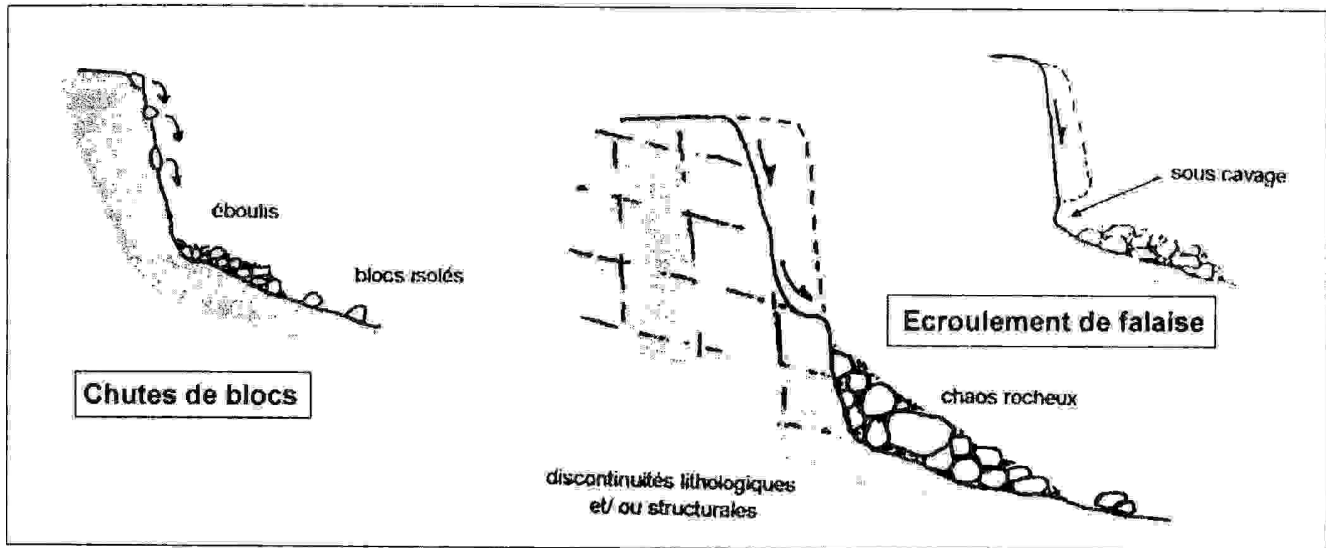 éboulis
blocs isolés
Chutes de blocs
sous cavage
Ecroulement de falaise
chaos rocheux
discontinuités lithologiques
et/ ou structurales